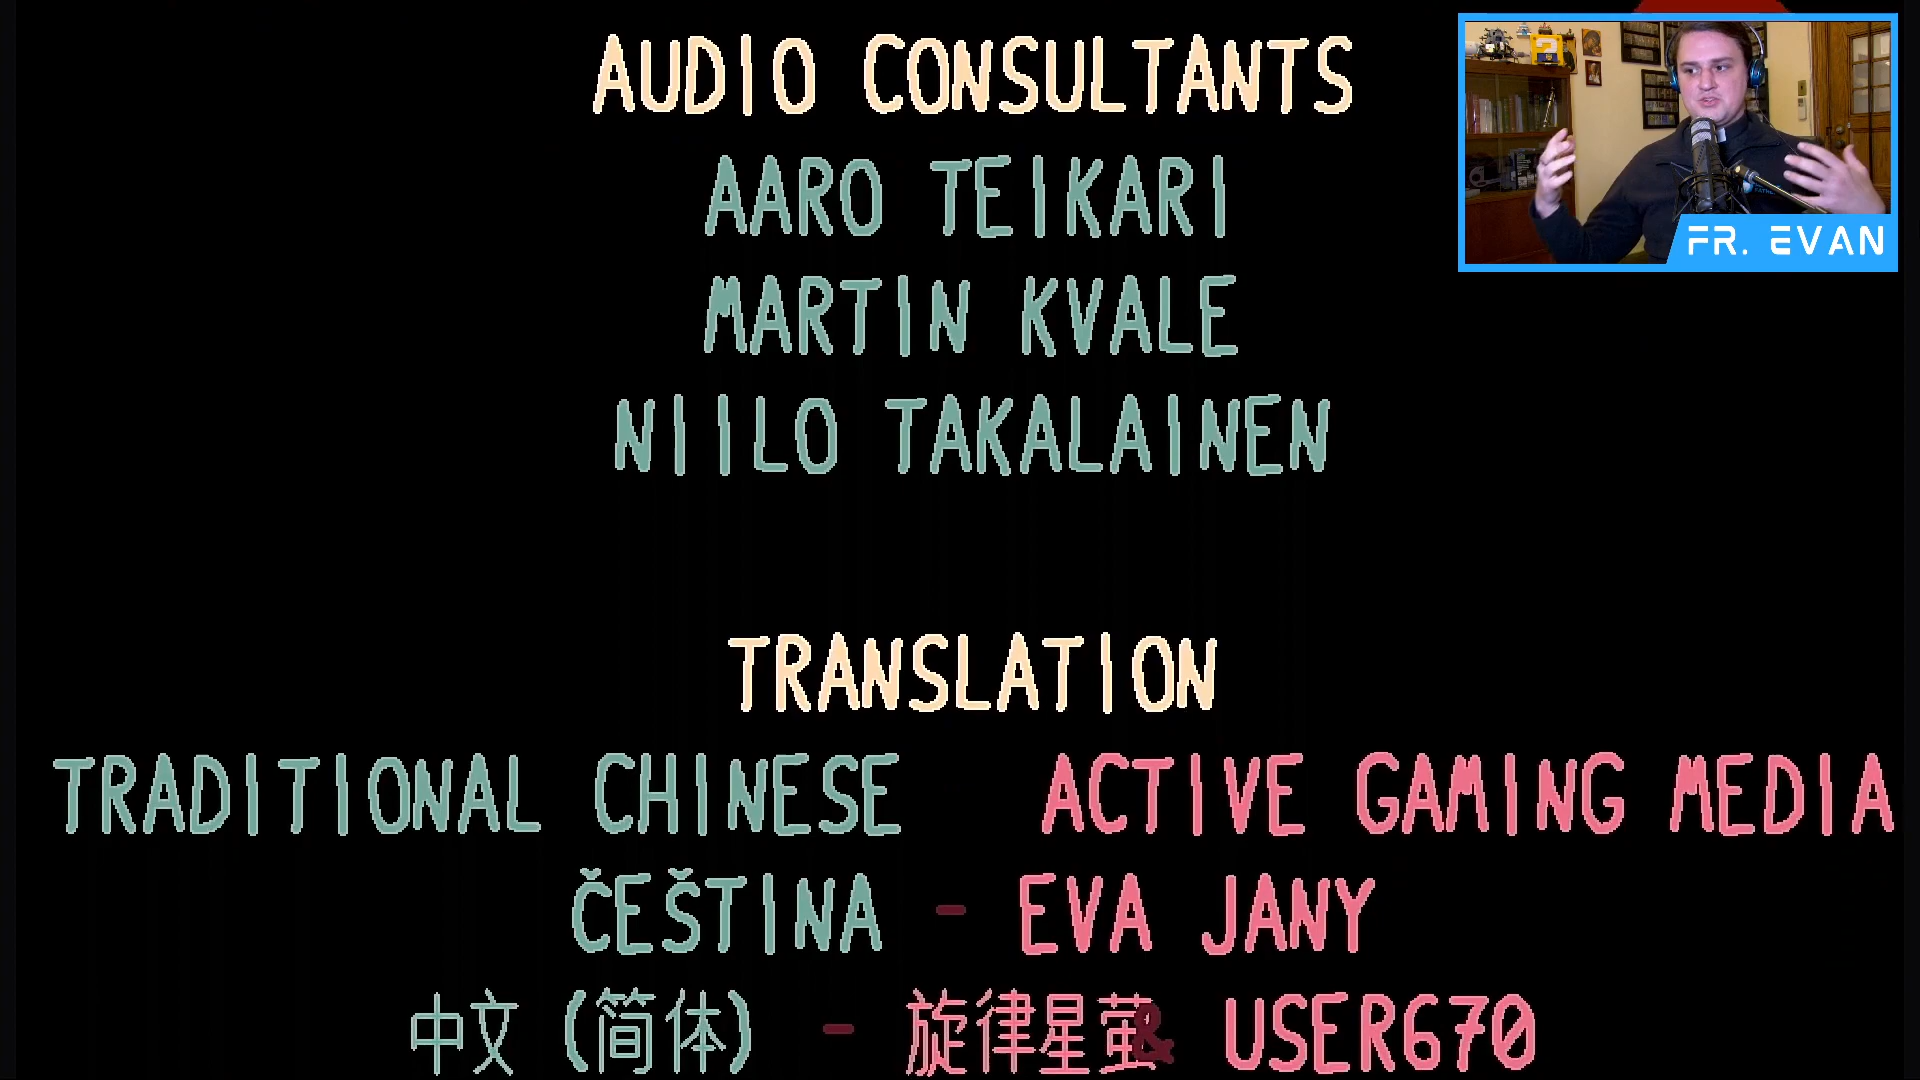 AUDIO CONSULTANTS
AARO TEIKARI
MARTIN KVALE
NIILO TAKALAINEN
FR. EVAN
TRANSLATION
TRADITIONAL CHINESE ACTIVE GAMING MEDIA
ČEŠTINA - EVA JANY
中文 (简体) - 旋律星萤 & USER670